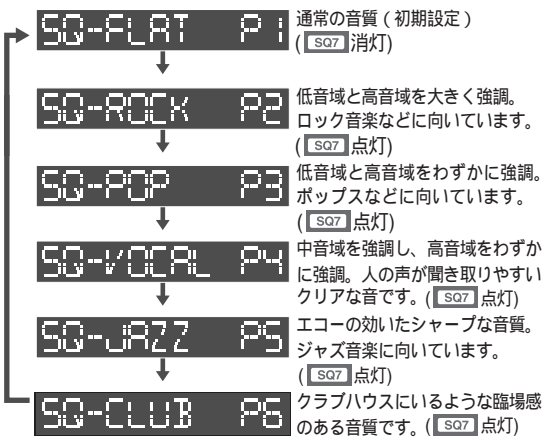 SQ-FLAT P1
通常の音質(初期設定)
( SQ7 消灯)
SQ-ROCK P2
低音域と高音域を大きく強調。
ロック音楽などに向いています。
( SQ7 点灯)
SQ-POP P3
低音域と高音域をわずかに強調。
ポップスなどに向いています。
( SQ7 点灯)
SQ-VOCAL P4
中音域を強調し、高音域をわずか
に強調。人の声が聞き取りやすい
クリアな音です。( SQ7 点灯)
SQ-JAZZ P5
エコーの効いたシャープな音質。
ジャズ音楽に向いています。
( SQ7 点灯)
SQ-CLUB P6
クラブハウスにいるような臨場感
のある音質です。( SQ7 点灯)